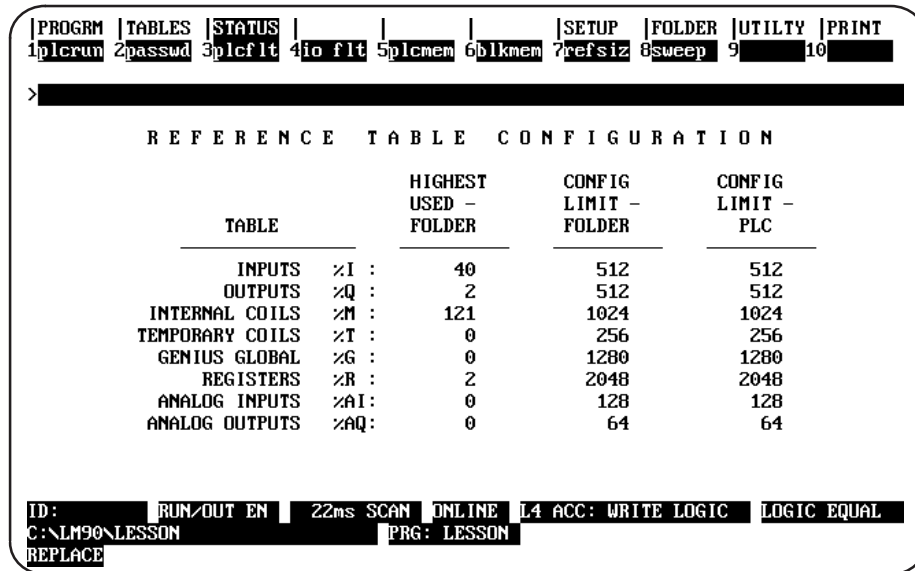 |PROGRM |TABLES |STATUS | | |SETUP |FOLDER |UTILTY |PRINT
1plcrun 2passwd 3plcflt 4io flt 5plcmem 6blkmem 7refsiz 8sweep 9 10
>
REFERENCE TABLE CONFIGURATION
HIGHEST CONFIG CONFIG
USED – LIMIT – LIMIT –
TABLE FOLDER FOLDER PLC
INPUTS %I : 40 512 512
OUTPUTS %Q : 2 512 512
INTERNAL COILS %M : 121 1024 1024
TEMPORARY COILS %T : 0 256 256
GENIUS GLOBAL %G : 0 1280 1280
REGISTERS %R : 2 2048 2048
ANALOG INPUTS %AI: 0 128 128
ANALOG OUTPUTS %AQ: 0 64 64
ID: RUN/OUT EN 22ms SCAN ONLINE L4 ACC: WRITE LOGIC LOGIC EQUAL
C:\LM90\LESSON PRG: LESSON
REPLACE